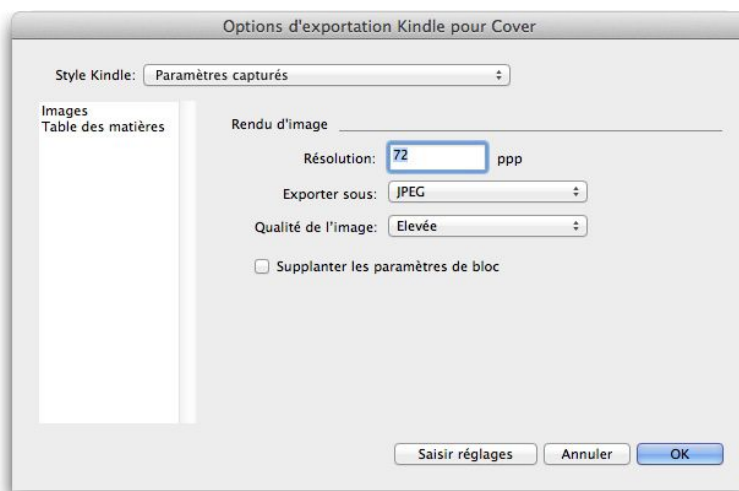 Options d'exportation Kindle pour Cover
Style Kindle: Paramètres capturés
Images
Table des matières
Rendu d'image
Résolution: 72 ppp
Exporter sous: JPEG
Qualité de l'image: Elevée
Supplanter les paramètres de bloc
Saisir réglages Annuler OK